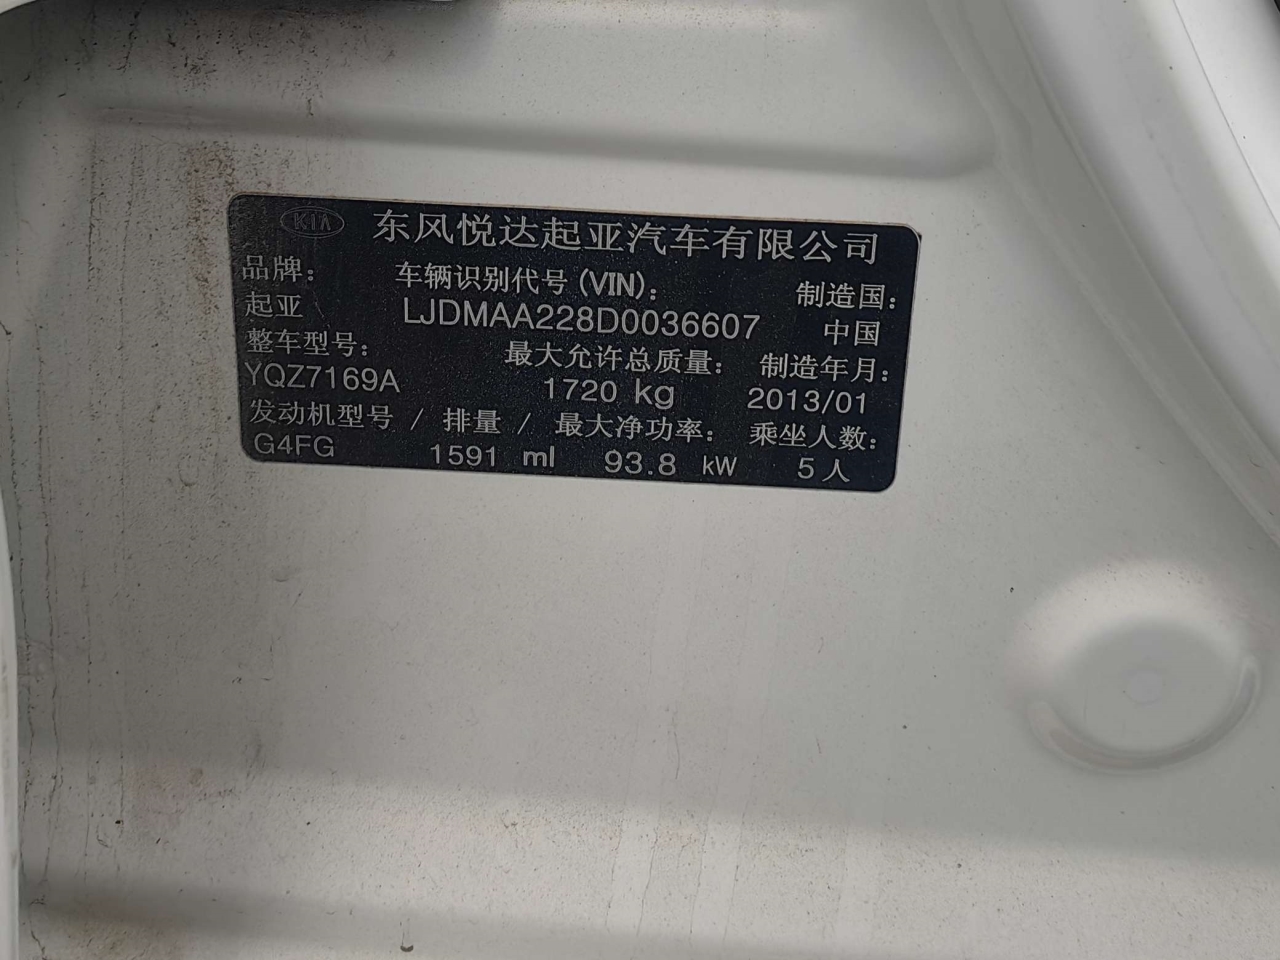 KIA 东风悦达起亚汽车有限公司
品牌: 车辆识别代号(VIN): 制造国:
起亚 LJDMAA228D0036607 中国
整车型号: 最大允许总质量: 制造年月:
YQZ7169A 1720 kg 2013/01
发动机型号 / 排量 / 最大净功率: 乘坐人数:
G4FG 1591 ml 93.8 kW 5人